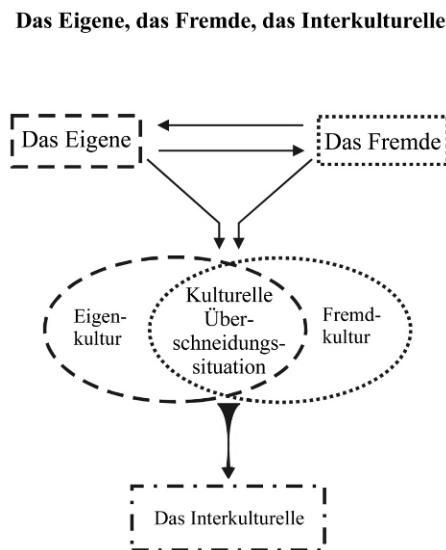 Das Eigene, das Fremde, das Interkulturelle
Das Eigene
Das Fremde
Eigen-
kultur
Kulturelle
Über-
schneidungs-
situation
Fremd-
kultur
Das Interkulturelle